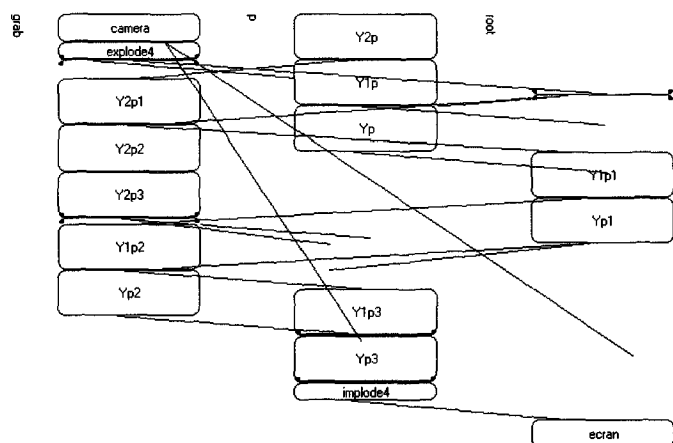 grab
camera
explode4
Y2p1
Y2p2
Y2p3
Y1p2
Yp2
p
Y2p
Y1p
Yp
Y1p3
Yp3
implode4
root
Y1p1
Yp1
ecran